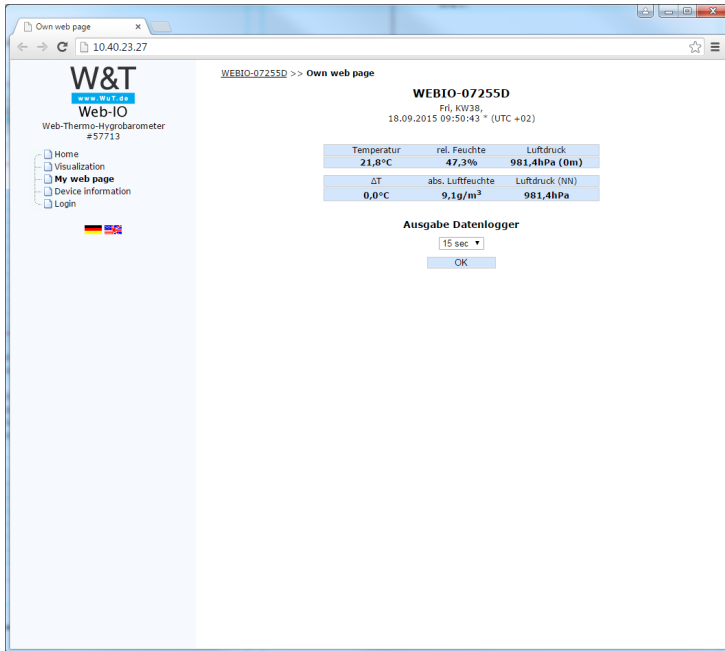 Own web page
10.40.23.27
W&T
www.WuT.de
Web-IO
Web-Thermo-Hygrobarometer
#57713
Home
Visualization
My web page
Device information
Login
WEBIO-07255D >> Own web page
WEBIO-07255D
Fri, KW38,
18.09.2015 09:50:43 * (UTC +02)
Temperatur rel. Feuchte Luftdruck
21,8°C 47,3% 981,4hPa (0m)
ΔT abs. Luftfeuchte Luftdruck (NN)
0,0°C 9,1g/m³ 981,4hPa
Ausgabe Datenlogger
15 sec
OK